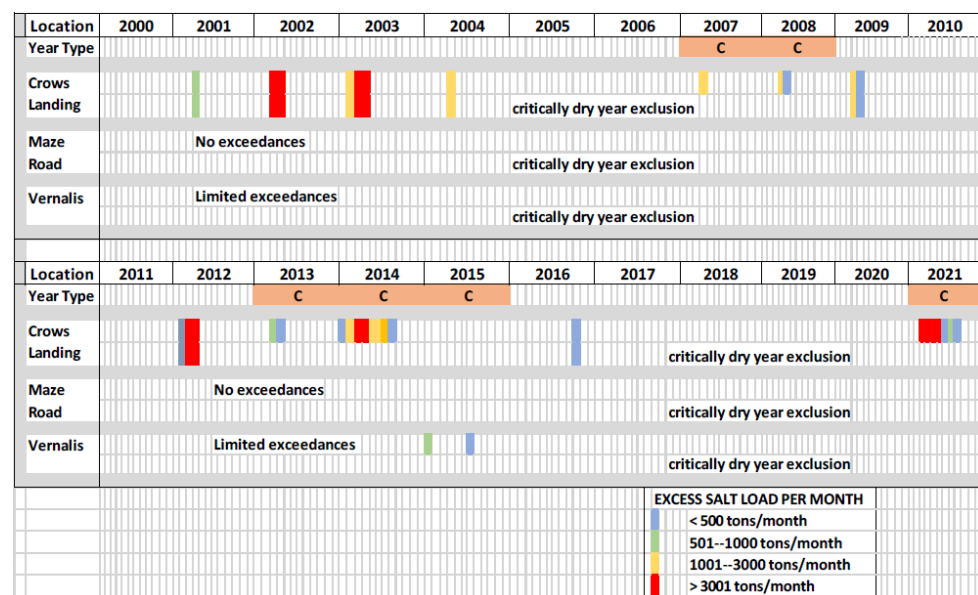 Location 2000 2001 2002 2003 2004 2005 2006 2007 2008 2009 2010
Year Type C C
Crows
Landing critically dry year exclusion
Maze No exceedances
Road critically dry year exclusion
Vernalis Limited exceedances
critically dry year exclusion
Location 2011 2012 2013 2014 2015 2016 2017 2018 2019 2020 2021
Year Type C C C C
Crows
Landing critically dry year exclusion
Maze No exceedances
Road critically dry year exclusion
Vernalis Limited exceedances
critically dry year exclusion
EXCESS SALT LOAD PER MONTH
< 500 tons/month
501--1000 tons/month
1001--3000 tons/month
> 3001 tons/month